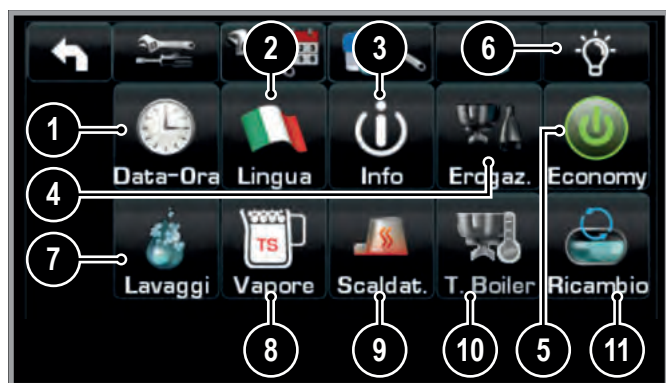 2
3
6
1
Data-Ora
Lingua
Info
Erogaz.
Economy
4
TS
7
Lavaggi
Vapore
Scaldat.
T. Boiler
Ricambio
8
9
10
5
11